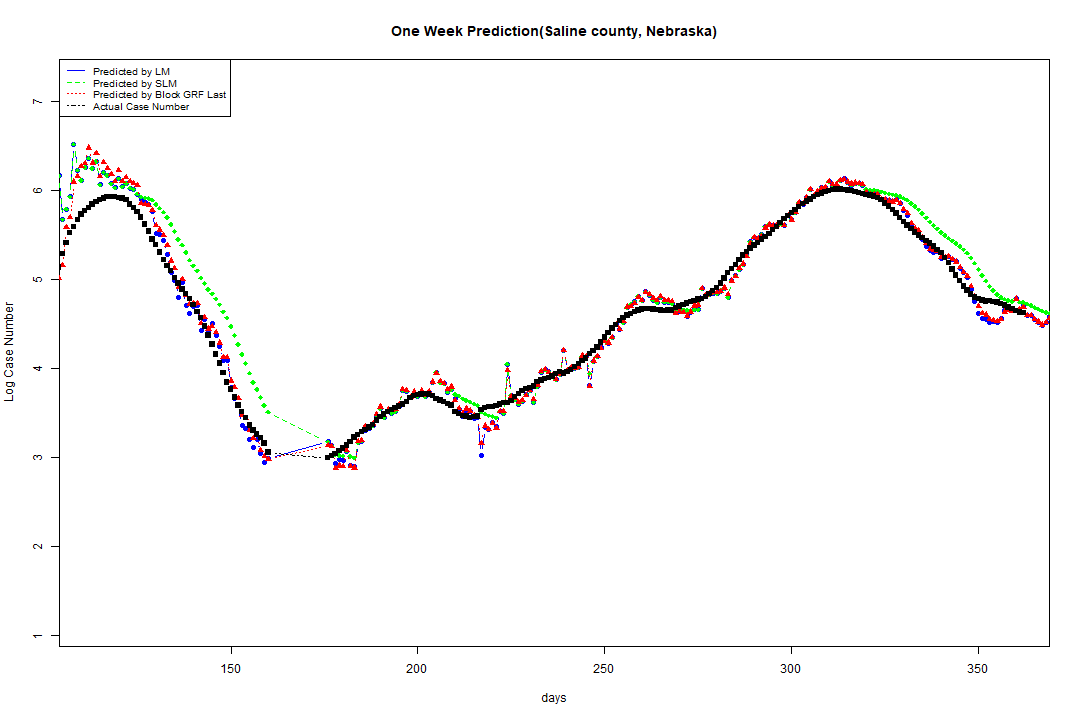 One Week Prediction(Saline county, Nebraska)
Predicted by LM
Predicted by SLM
Predicted by Block GRF Last
Actual Case Number
Log Case Number
7
6
5
4
3
2
1
150
200
250
300
350
days